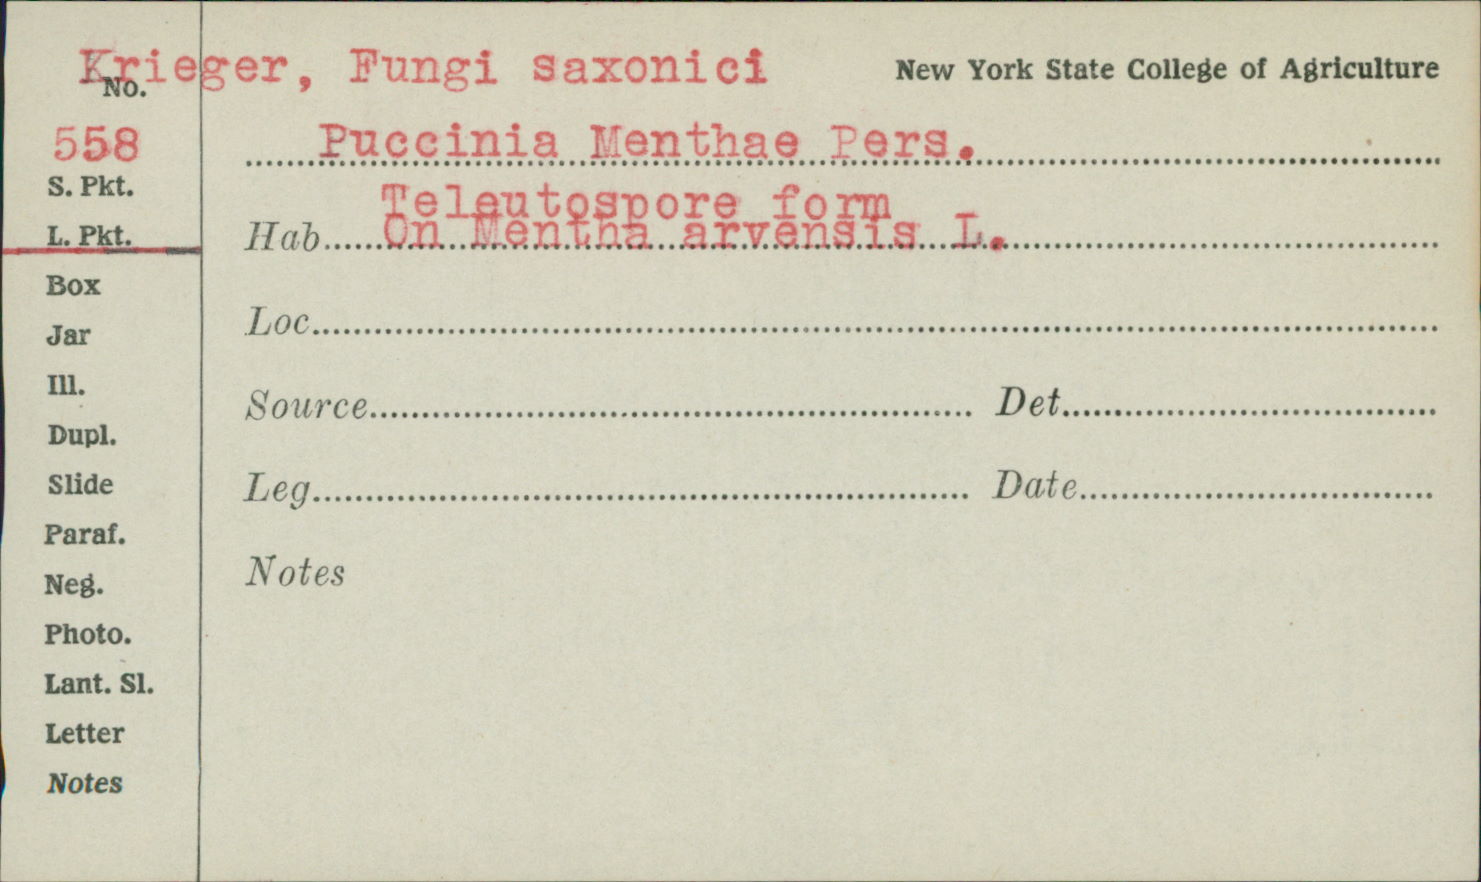 Krieger, Fungi saxonici
New York State College of Agriculture
No.
558
Puccinia Menthae Pers.
S. Pkt.
Teleutospore form
L. Pkt.
Hab. On Mentha arvensis L.
Box
Loc.
Jar
Ill.
Source Det.
Dupl.
Slide
Leg. Date
Paraf.
Notes
Neg.
Photo.
Lant. Sl.
Letter
Notes